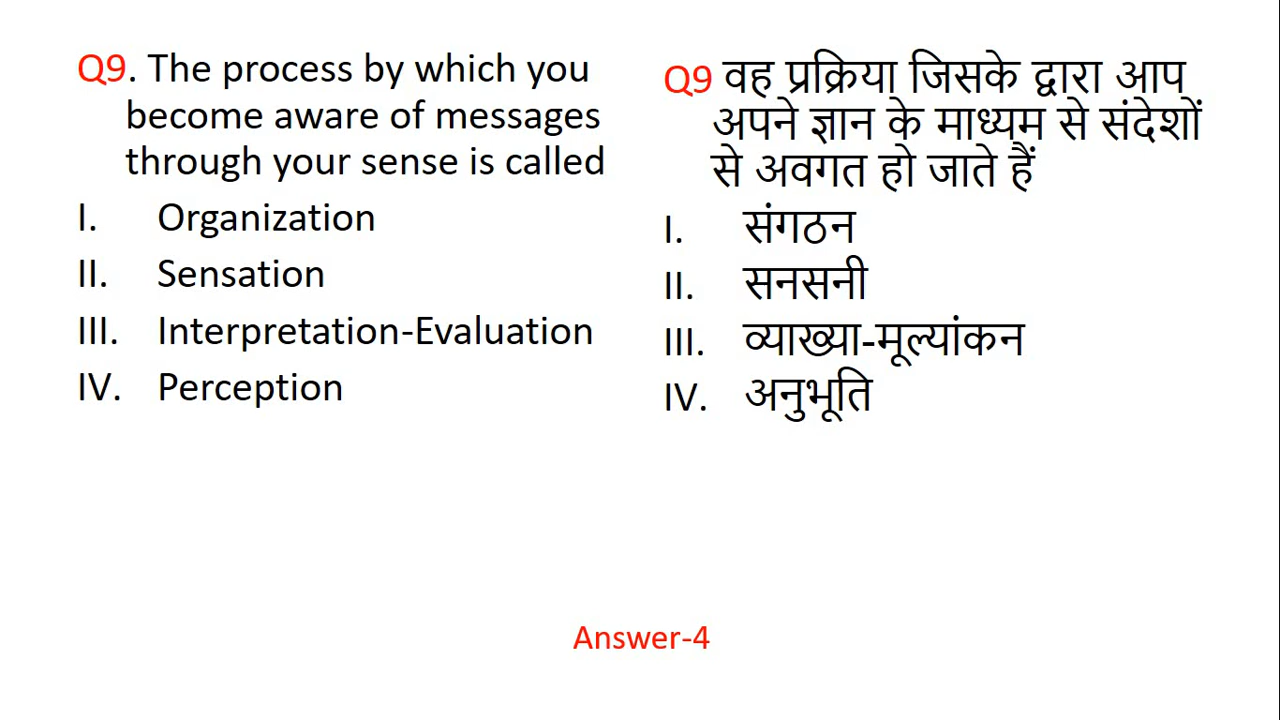 Q9. The process by which you
become aware of messages
through your sense is called
I. Organization
II. Sensation
III. Interpretation-Evaluation
IV. Perception
Q9 वह प्रक्रिया जिसके द्वारा आप
अपने ज्ञान के माध्यम से संदेशों
से अवगत हो जाते हैं
I. संगठन
II. सनसनी
III. व्याख्या-मूल्यांकन
IV. अनुभूति
Answer-4